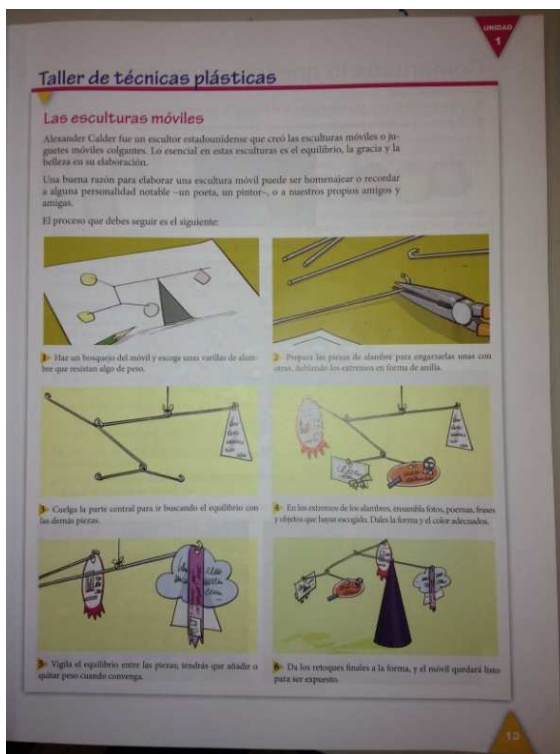 UNIDAD
1
Taller de técnicas plásticas
Las esculturas móviles
Alexander Calder fue un escultor estadounidense que creó las esculturas móviles o ju-
guetes móviles colgantes. Lo esencial en estas esculturas es el equilibrio, la gracia y la
belleza en su elaboración.
Una buena razón para elaborar una escultura móvil puede ser homenajear o recordar
a alguna personalidad notable –un poeta, un pintor–, o a nuestros propios amigos y
amigas.
El proceso que debes seguir es el siguiente:
1 Haz un bosquejo del móvil y escoge unas varillas de alam-
bre que resistan algo de peso.
2 Prepara las piezas de alambre para engarzarlas unas con
otras, doblando los extremos en forma de anilla.
3 Cuelga la parte central para ir buscando el equilibrio con
las demás piezas.
4 En los extremos de los alambres, ensambla fotos, poemas, frases
y objetos que hayas escogido. Dales la forma y el color adecuados.
5 Vigila el equilibrio entre las piezas; tendrás que añadir o
quitar peso cuando convenga.
6 Da los retoques finales a la forma, y el móvil quedará listo
para ser expuesto.
13